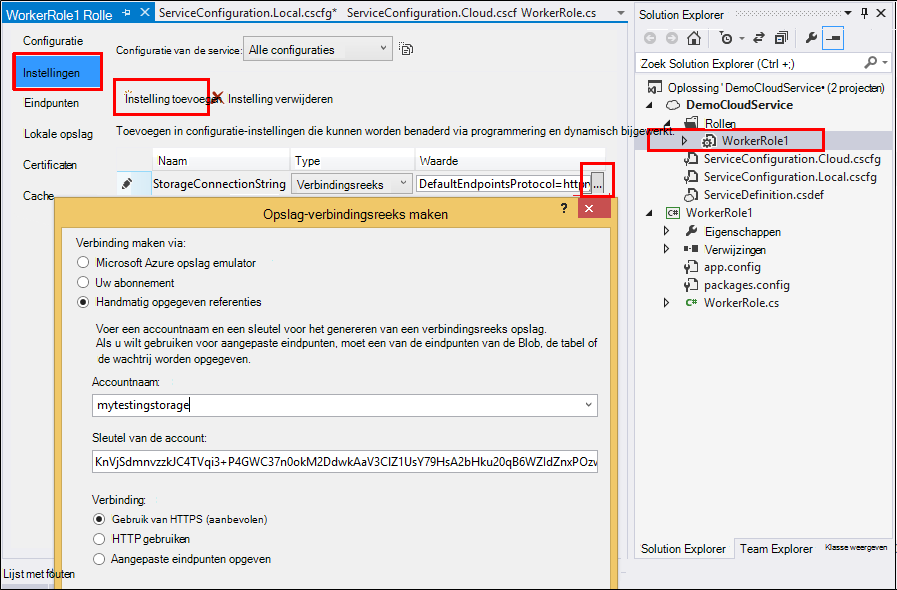 WorkerRole1 Rolle
ServiceConfiguration.Local.cscfg*
ServiceConfiguration.Cloud.cscf
WorkerRole.cs
Configuratie
Instellingen
Eindpunten
Lokale opslag
Certificaten
Cache
Configuratie van de service:
Alle configuraties
Instelling toevoegen
Instelling verwijderen
Toevoegen in configuratie-instellingen die kunnen worden benaderd via programmering en dynamisch bijgewerkt.
Naam
Type
Waarde
StorageConnectionString
Verbindingsreeks
DefaultEndpointsProtocol=http
...
Opslag-verbindingsreeks maken
?
Verbinding maken via:
Microsoft Azure opslag emulator
Uw abonnement
Handmatig opgegeven referenties
Voer een accountnaam en een sleutel voor het genereren van een verbindingsreeks opslag.
Als u wilt gebruiken voor aangepaste eindpunten, moet een van de eindpunten van de Blob, de tabel of
de wachtrij worden opgegeven.
Accountnaam:
mytestingstorage
Sleutel van de account:
KnVjSdmnvzzkJC4TVqi3+P4GWC37n0okM2DdwkAaV3CIZ1UsY79HsA2bHku20qB6WZIdZnxPOzv
Verbinding:
Gebruik van HTTPS (aanbevolen)
HTTP gebruiken
Aangepaste eindpunten opgeven
Lijst met fouten
Solution Explorer
Zoek Solution Explorer (Ctrl +;)
Oplossing 'DemoCloudService• (2 projecten)
DemoCloudService
Rollen
WorkerRole1
ServiceConfiguration.Cloud.cscfg
ServiceConfiguration.Local.cscfg
ServiceDefinition.csdef
C# WorkerRole1
Eigenschappen
Verwijzingen
app.config
packages.config
C# WorkerRole.cs
Solution Explorer
Team Explorer
Klasse weergeven